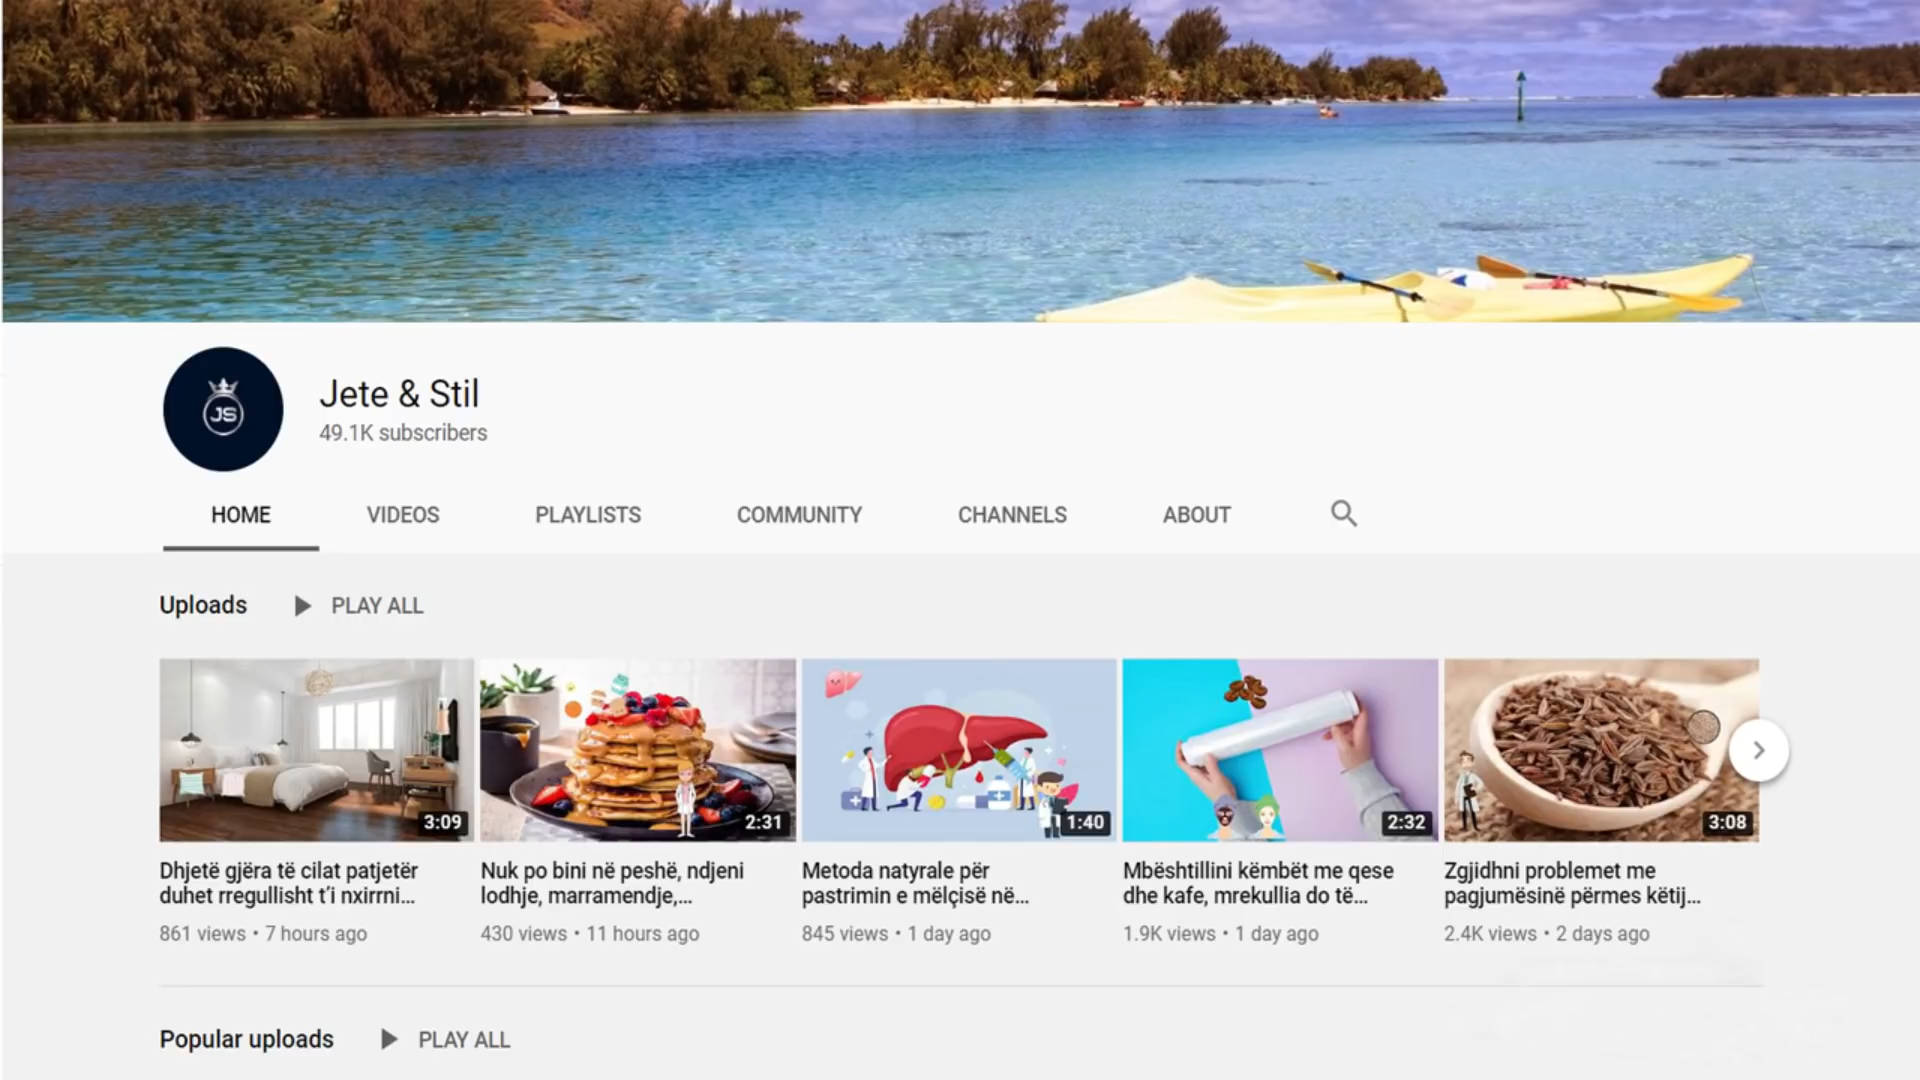 JS
Jete & Stil
49.1K subscribers
HOME VIDEOS PLAYLISTS COMMUNITY CHANNELS ABOUT
Uploads PLAY ALL
3:09 2:31 1:40 2:32 3:08
Dhjetë gjëra të cilat patjetër
duhet rregullisht t'i nxirrni...
861 views • 7 hours ago
Nuk po bini në peshë, ndjeni
lodhje, marramendje,...
430 views • 11 hours ago
Metoda natyrale për
pastrimin e mëlçisë në...
845 views • 1 day ago
Mbështillini këmbët me qese
dhe kafe, mrekullia do të...
1.9K views • 1 day ago
Zgjidhni problemet me
pagjumësinë përmes këtij...
2.4K views • 2 days ago
Popular uploads PLAY ALL